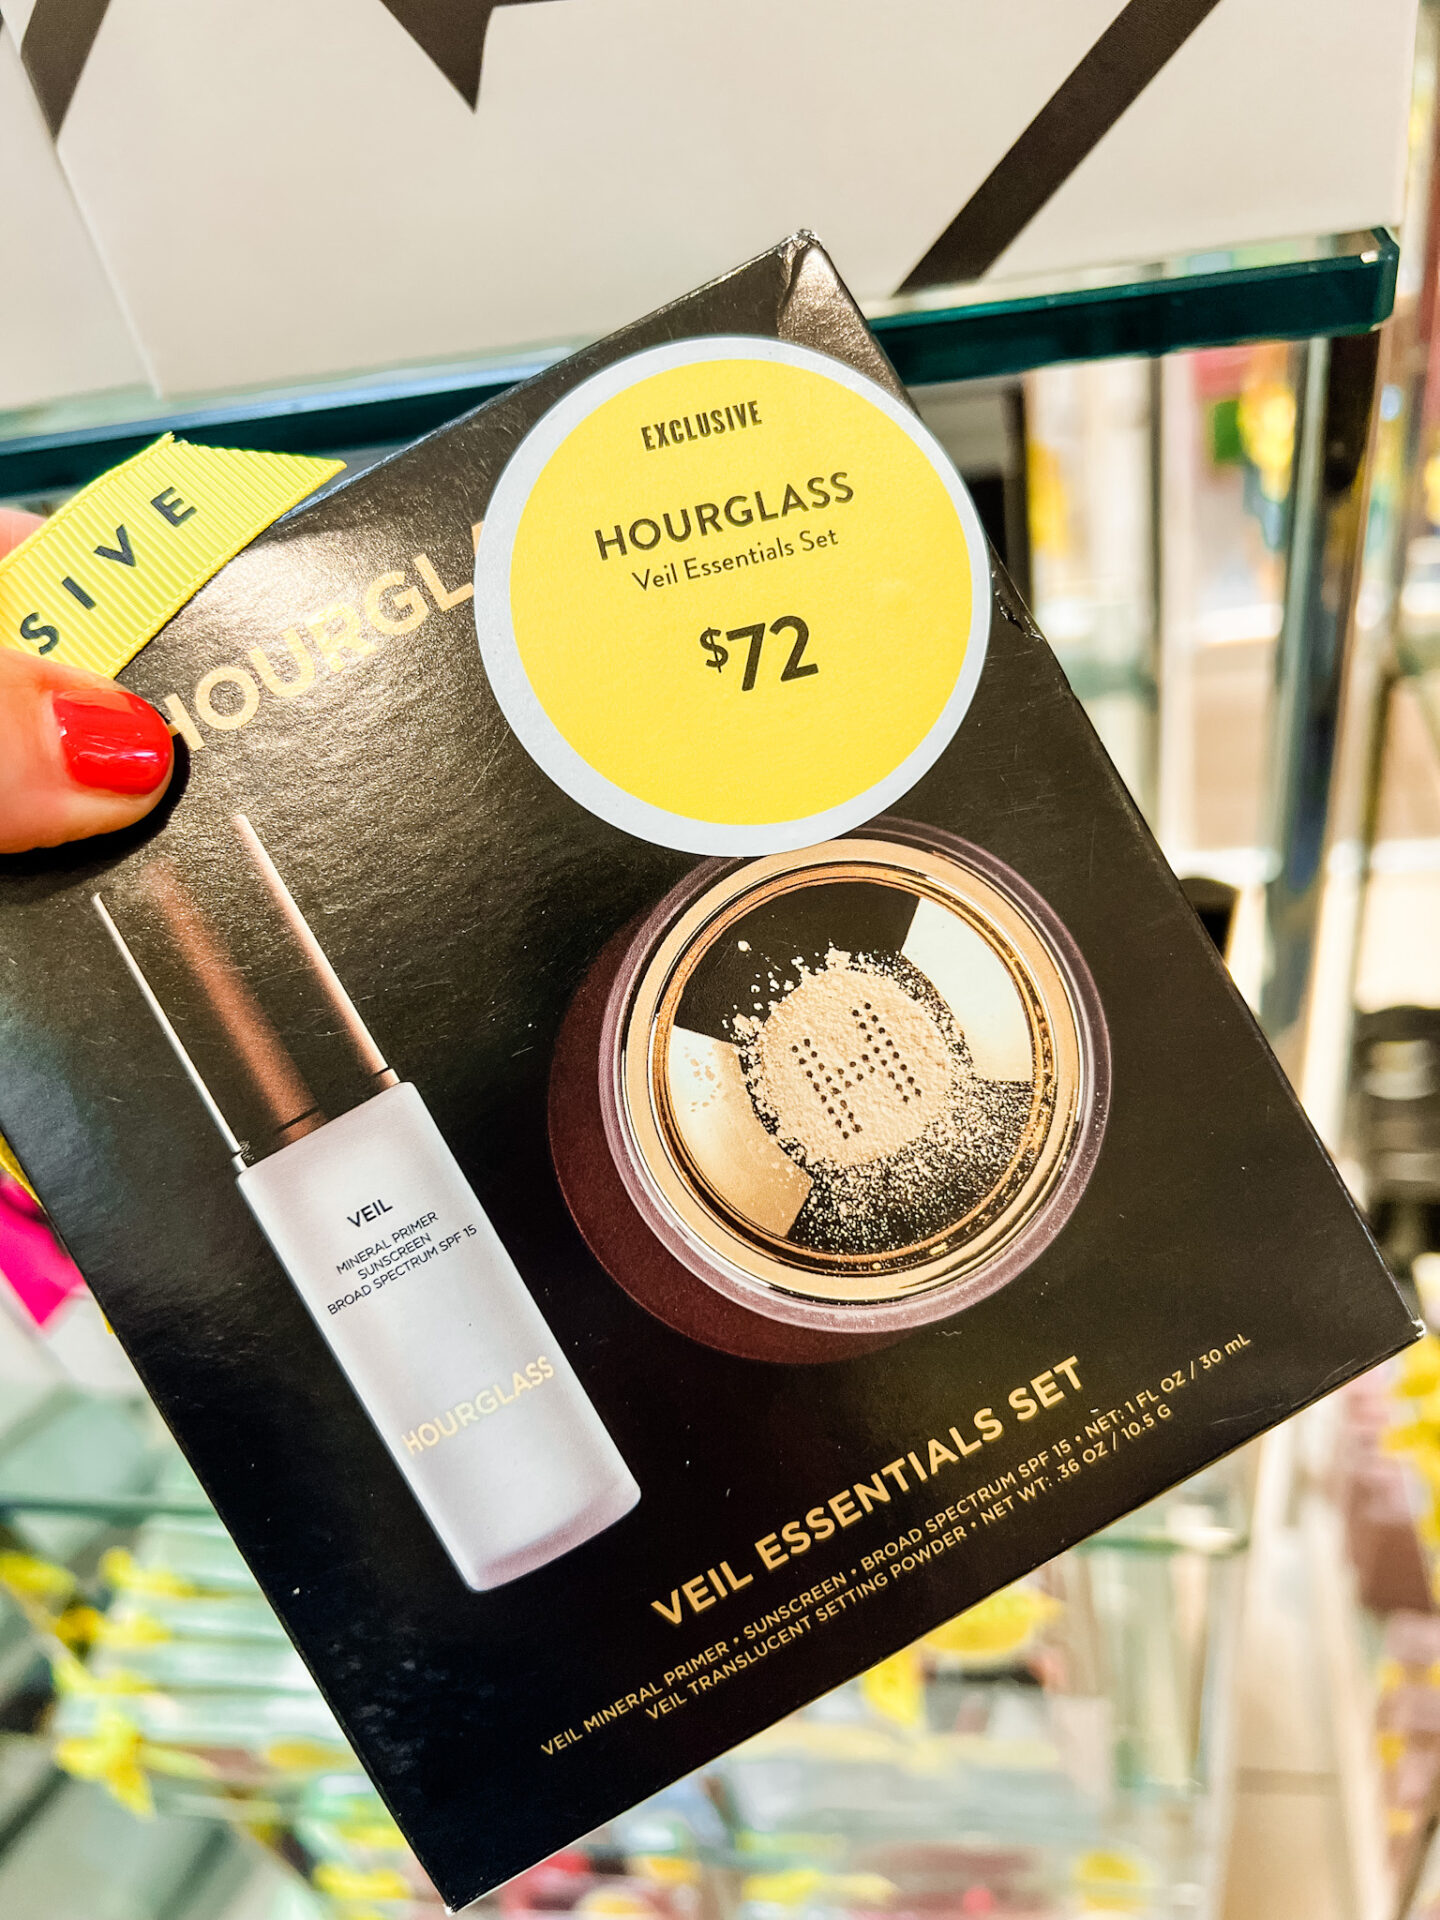 EXCLUSIVE
HOURGLASS
Veil Essentials Set
$72
SIVE
HOURGL
VEIL
MINERAL PRIMER
SUNSCREEN
BROAD SPECTRUM SPF 15
HOURGLASS
H
VEIL ESSENTIALS SET
VEIL MINERAL PRIMER • SUNSCREEN • BROAD SPECTRUM SPF 15 • NET: 1 FL OZ / 30 mL
VEIL TRANSLUCENT SETTING POWDER • NET WT: .36 OZ / 10.5 G